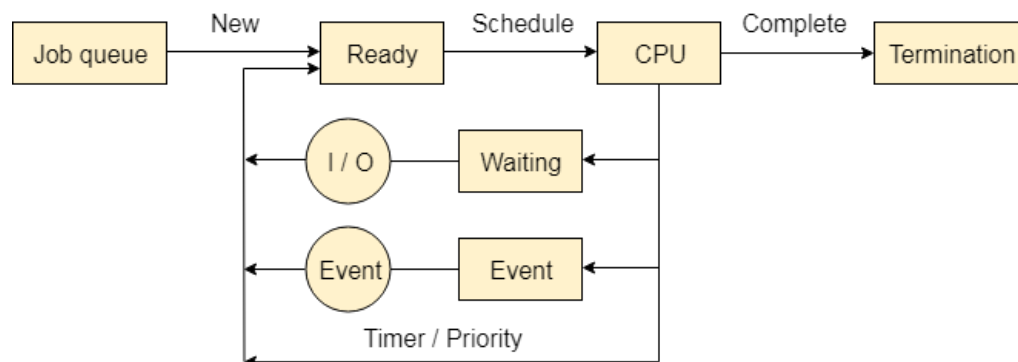 New
Schedule
Complete
Job queue
Ready
CPU
Termination
I / O
Waiting
Event
Event
Timer / Priority